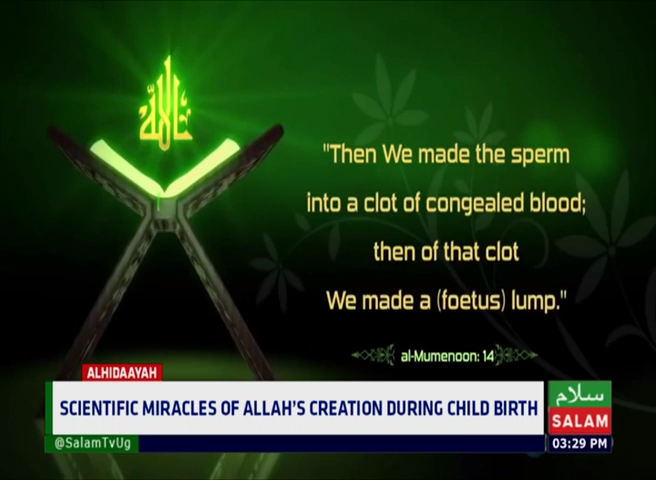 الله
"Then We made the sperm
into a clot of congealed blood;
then of that clot
We made a (foetus) lump."
al-Mumenoon: 14
ALHIDAAYAH
SCIENTIFIC MIRACLES OF ALLAH'S CREATION DURING CHILD BIRTH
سلام
SALAM
@SalamTvUg
03:29 PM